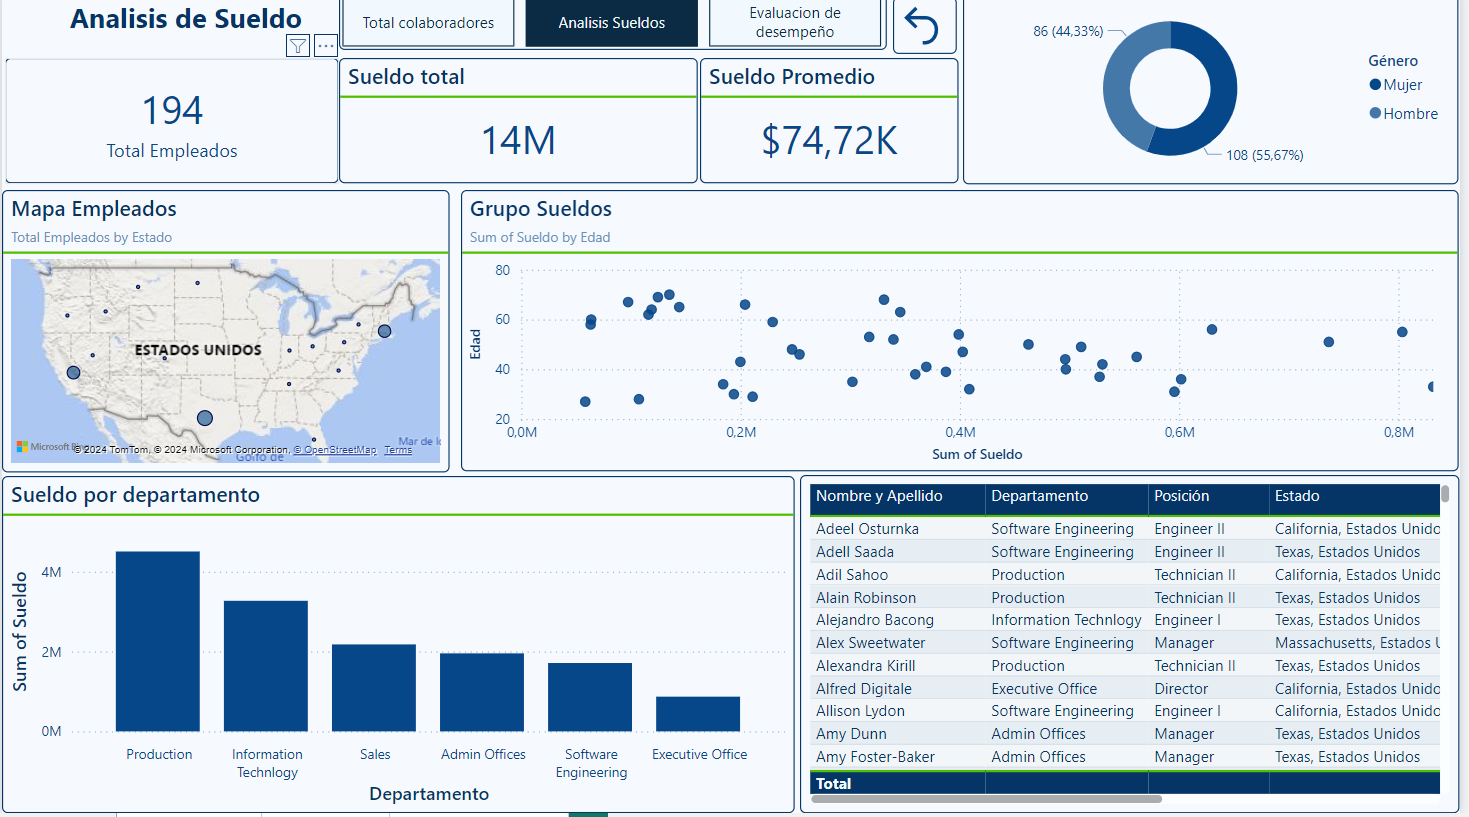 Analisis de Sueldo
Total colaboradores
Analisis Sueldos
Evaluacion de
desempeño
194
Total Empleados
Sueldo total
14M
Sueldo Promedio
$74,72K
86 (44,33%)
108 (55,67%)
Género
Mujer
Hombre
Mapa Empleados
Total Empleados by Estado
ESTADOS UNIDOS
Mar de
Golfo de
Microsoft
© 2024 TomTom, © 2024 Microsoft Corporation, © OpenStreetMap Terms
Grupo Sueldos
Sum of Sueldo by Edad
Edad
80
60
40
20
0,0M 0,2M 0,4M 0,6M 0,8M
Sum of Sueldo
Sueldo por departamento
Sum of Sueldo
4M
2M
0M
Production
Information
Technlogy
Sales
Admin Offices
Software
Engineering
Executive Office
Departamento
Nombre y Apellido Departamento Posición Estado
Adeel Osturnka Software Engineering Engineer II California, Estados Unido
Adell Saada Software Engineering Engineer II Texas, Estados Unidos
Adil Sahoo Production Technician II California, Estados Unido
Alain Robinson Production Technician II Texas, Estados Unidos
Alejandro Bacong Information Technlogy Engineer I Texas, Estados Unidos
Alex Sweetwater Software Engineering Manager Massachusetts, Estados U
Alexandra Kirill Production Technician II Texas, Estados Unidos
Alfred Digitale Executive Office Director California, Estados Unido
Allison Lydon Software Engineering Engineer I California, Estados Unido
Amy Dunn Admin Offices Manager Texas, Estados Unidos
Amy Foster-Baker Admin Offices Manager Texas, Estados Unidos
Total